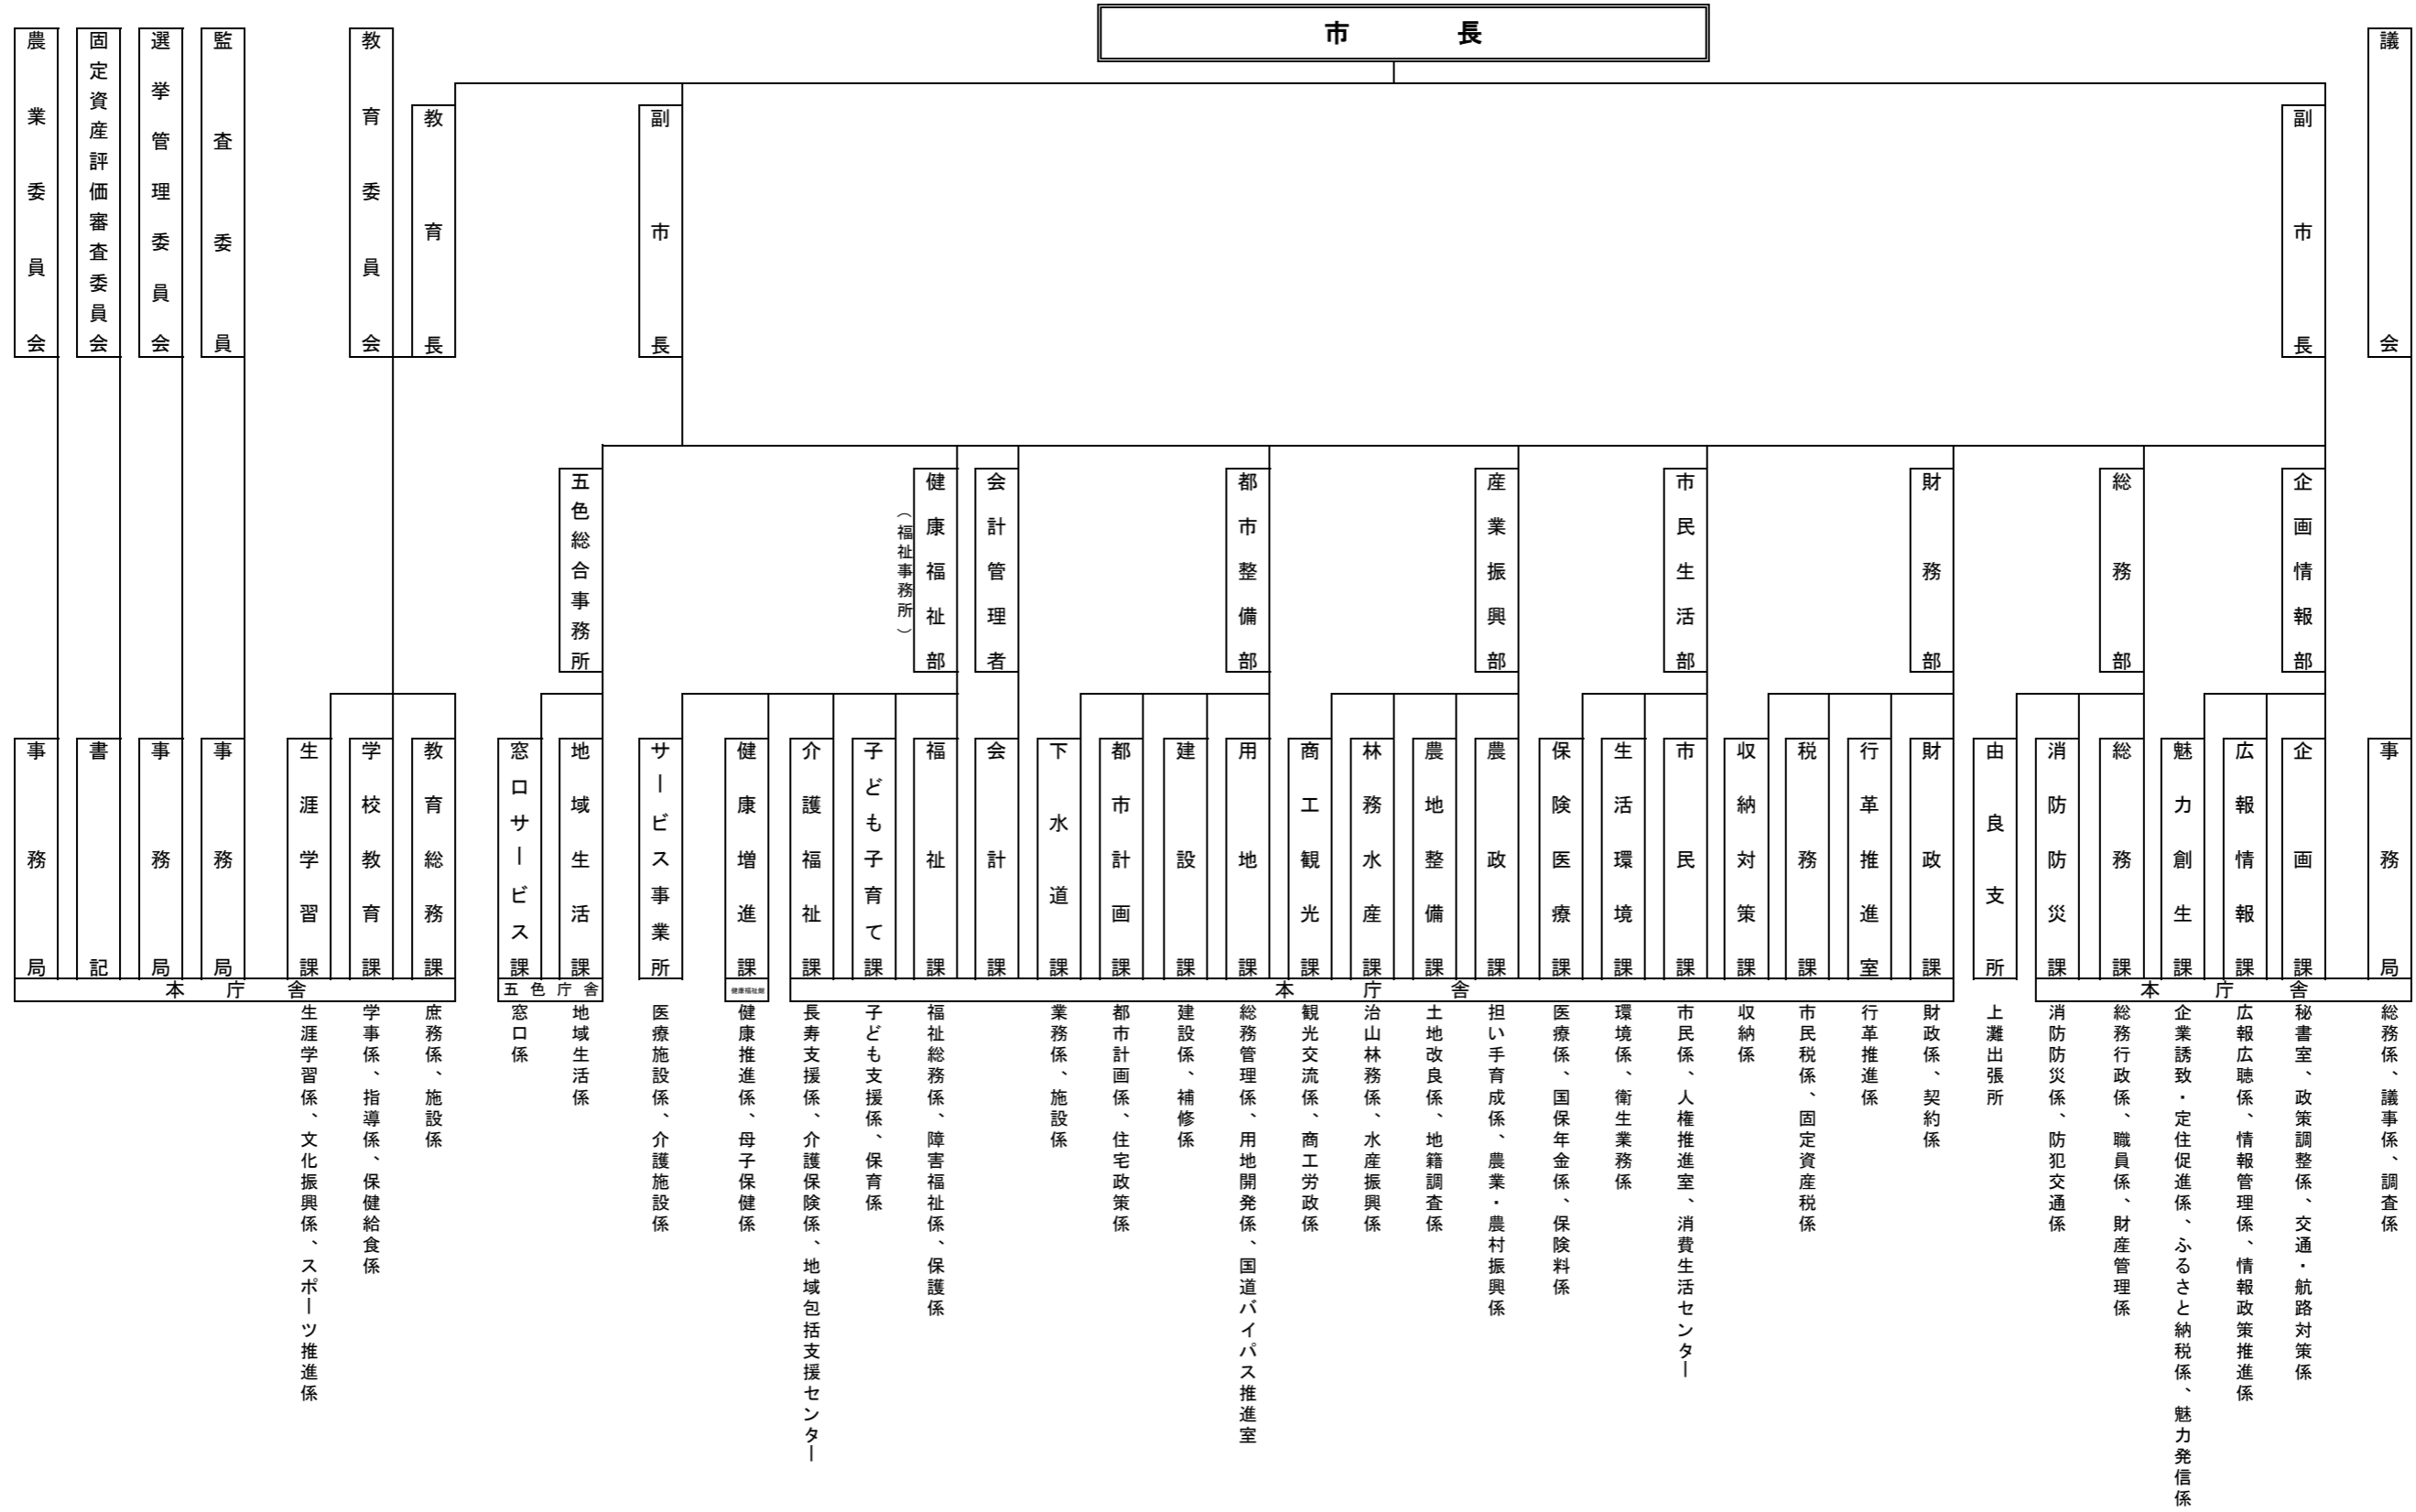 市長
議会
副市長
副市長
教育長
教育委員会
監査委員
選挙管理委員会
固定資産評価審査委員会
農業委員会
企画情報部
総務部
財務部
市民生活部
産業振興部
都市整備部
会計管理者
健康福祉部
（福祉事務所）
五色総合事務所
事務局
企画課
広報情報課
魅力創生課
総務課
消防防災課
由良支所
財政課
行革推進室
税務課
収納対策課
市民課
生活環境課
保険医療課
農政課
農地整備課
林務水産課
商工観光課
用地課
建設課
都市計画課
下水道課
会計課
福祉課
子ども子育て課
介護福祉課
健康増進課
サービス事業所
地域生活課
窓口サービス課
教育総務課
学校教育課
生涯学習課
事務局
事務局
書記
事務局
本庁舎
本庁舎
健康福祉館
五色庁舎
本庁舎
総務係、議事係、調査係
秘書室、政策調整係、交通・航路対策係
広報広聴係、情報管理係、情報政策推進係
企業誘致・定住促進係、ふるさと納税係、魅力発信係
総務行政係、職員係、財産管理係
消防防災係、防犯交通係
上灘出張所
財政係、契約係
行革推進係
市民税係、固定資産税係
収納係
市民係、人権推進室、消費生活センター
環境係、衛生業務係
医療係、国保年金係、保険料係
担い手育成係、農業・農村振興係
土地改良係、地籍調査係
治山林務係、水産振興係
観光交流係、商工労政係
総務管理係、用地開発係、国道バイパス推進室
建設係、補修係
都市計画係、住宅政策係
業務係、施設係
福祉総務係、障害福祉係、保護係
子ども支援係、保育係
長寿支援係、介護保険係、地域包括支援センター
健康推進係、母子保健係
医療施設係、介護施設係
地域生活係
窓口係
庶務係、施設係
学事係、指導係、保健給食係
生涯学習係、文化振興係、スポーツ推進係